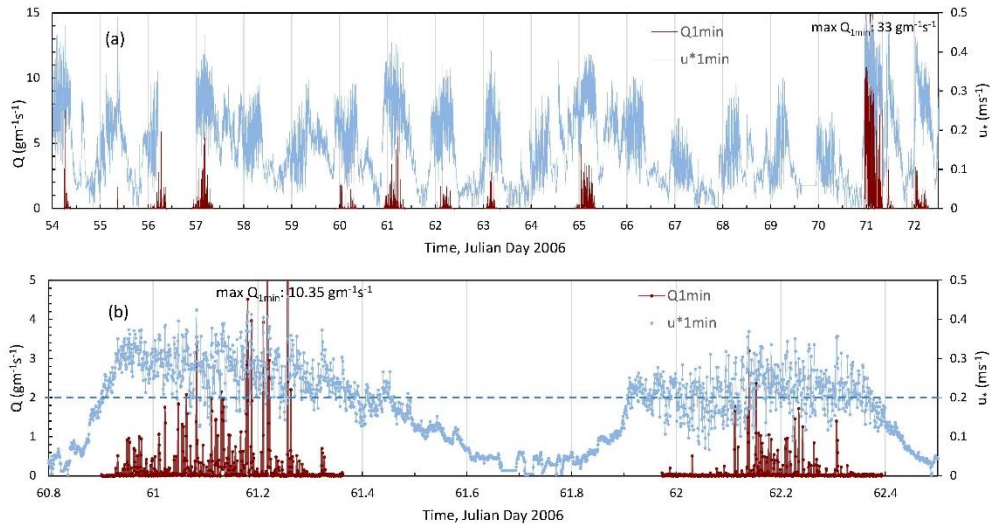 (a)
max Q1min: 33 gm-1s-1
Q1min
u*1min
15
10
5
0
Q (gm-1s-1)
0.5
0.4
0.3
0.2
0.1
0
u* (ms-1)
54 55 56 57 58 59 60 61 62 63 64 65 66 67 68 69 70 71 72
Time, Julian Day 2006
(b)
max Q1min: 10.35 gm-1s-1
Q1min
u*1min
5
4
3
2
1
0
Q (gm-1s-1)
0.5
0.4
0.3
0.2
0.1
0
u* (ms-1)
60.8 61 61.2 61.4 61.6 61.8 62 62.2 62.4
Time, Julian Day 2006